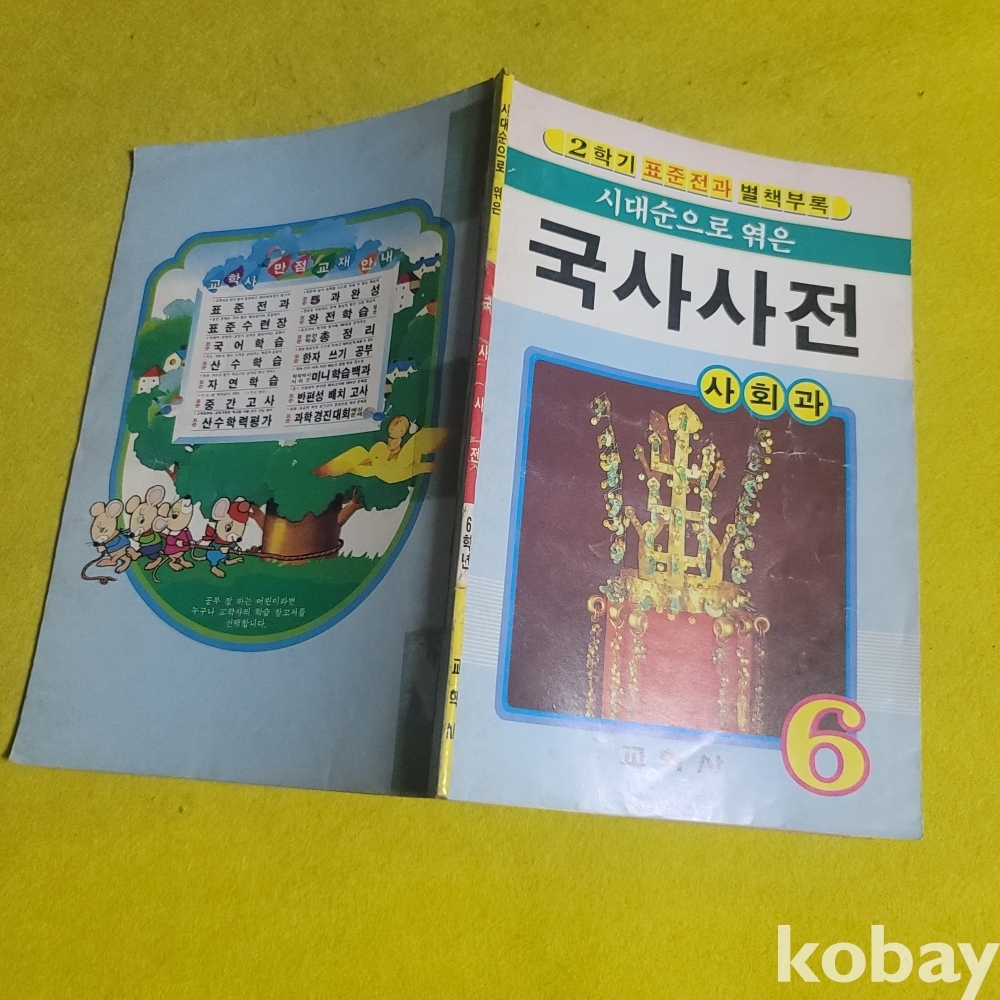 2학기 표준전과 별책부록
시대순으로 엮은
국사사전
사회과
6
교학사
시대순으로 엮은
국사사전
6학년
교학사
교학사 만점교재 안내
표준전과
표준수련장
국어학습
산수학습
자연학습
중간고사
산수학력평가
통과완성
완전학습
총정리
한자 쓰기 공부
미니학습백과
반편성 배치 고사
과학경진대회
공부 잘 하는 어린이라면
누구나 교학사의 학습 참고서를
선택합니다.
kobay